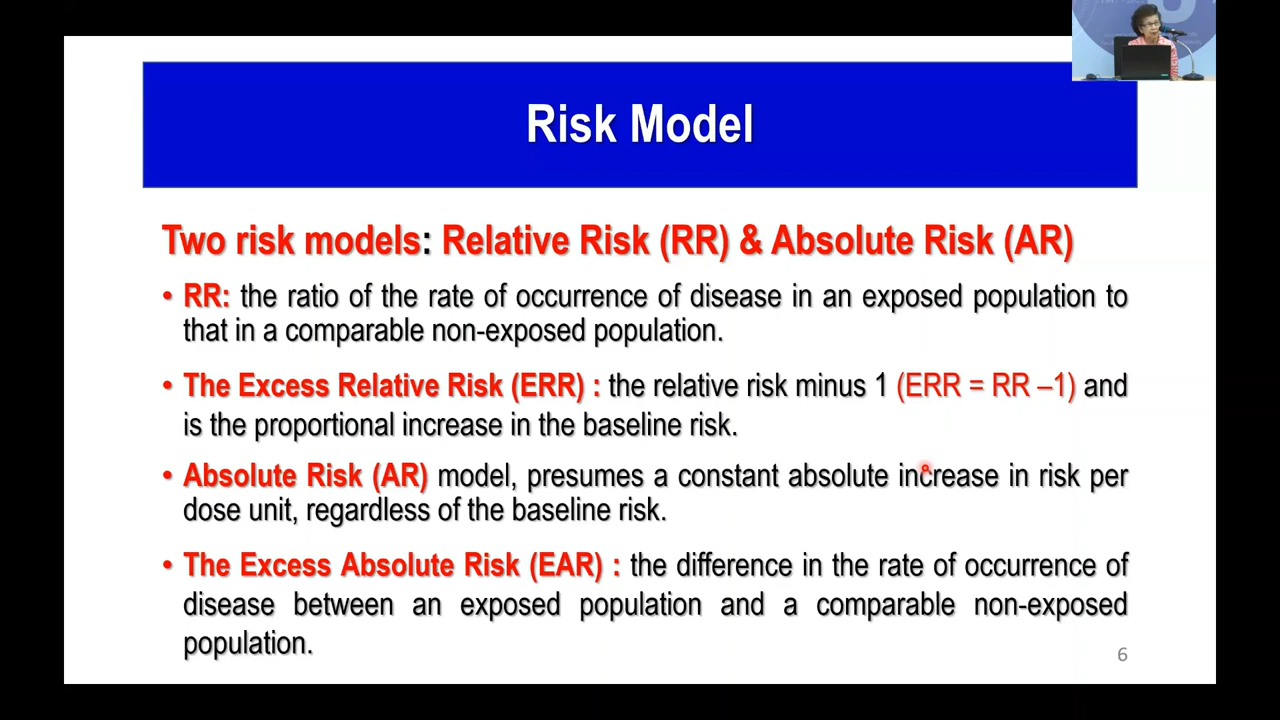 Risk Model
Two risk models: Relative Risk (RR) & Absolute Risk (AR)
• RR: the ratio of the rate of occurrence of disease in an exposed population to
that in a comparable non-exposed population.
• The Excess Relative Risk (ERR) : the relative risk minus 1 (ERR = RR –1) and
is the proportional increase in the baseline risk.
• Absolute Risk (AR) model, presumes a constant absolute increase in risk per
dose unit, regardless of the baseline risk.
• The Excess Absolute Risk (EAR) : the difference in the rate of occurrence of
disease between an exposed population and a comparable non-exposed
population.
6